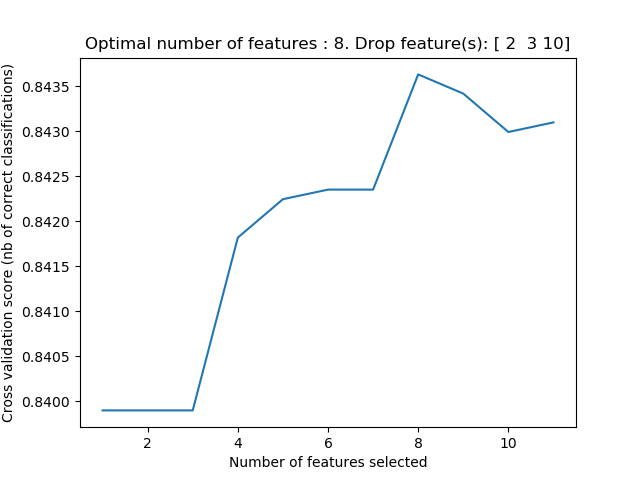 Optimal number of features : 8. Drop feature(s): [ 2  3 10]
Cross validation score (nb of correct classifications)
0.8435
0.8430
0.8425
0.8420
0.8415
0.8410
0.8405
0.8400
2 4 6 8 10
Number of features selected